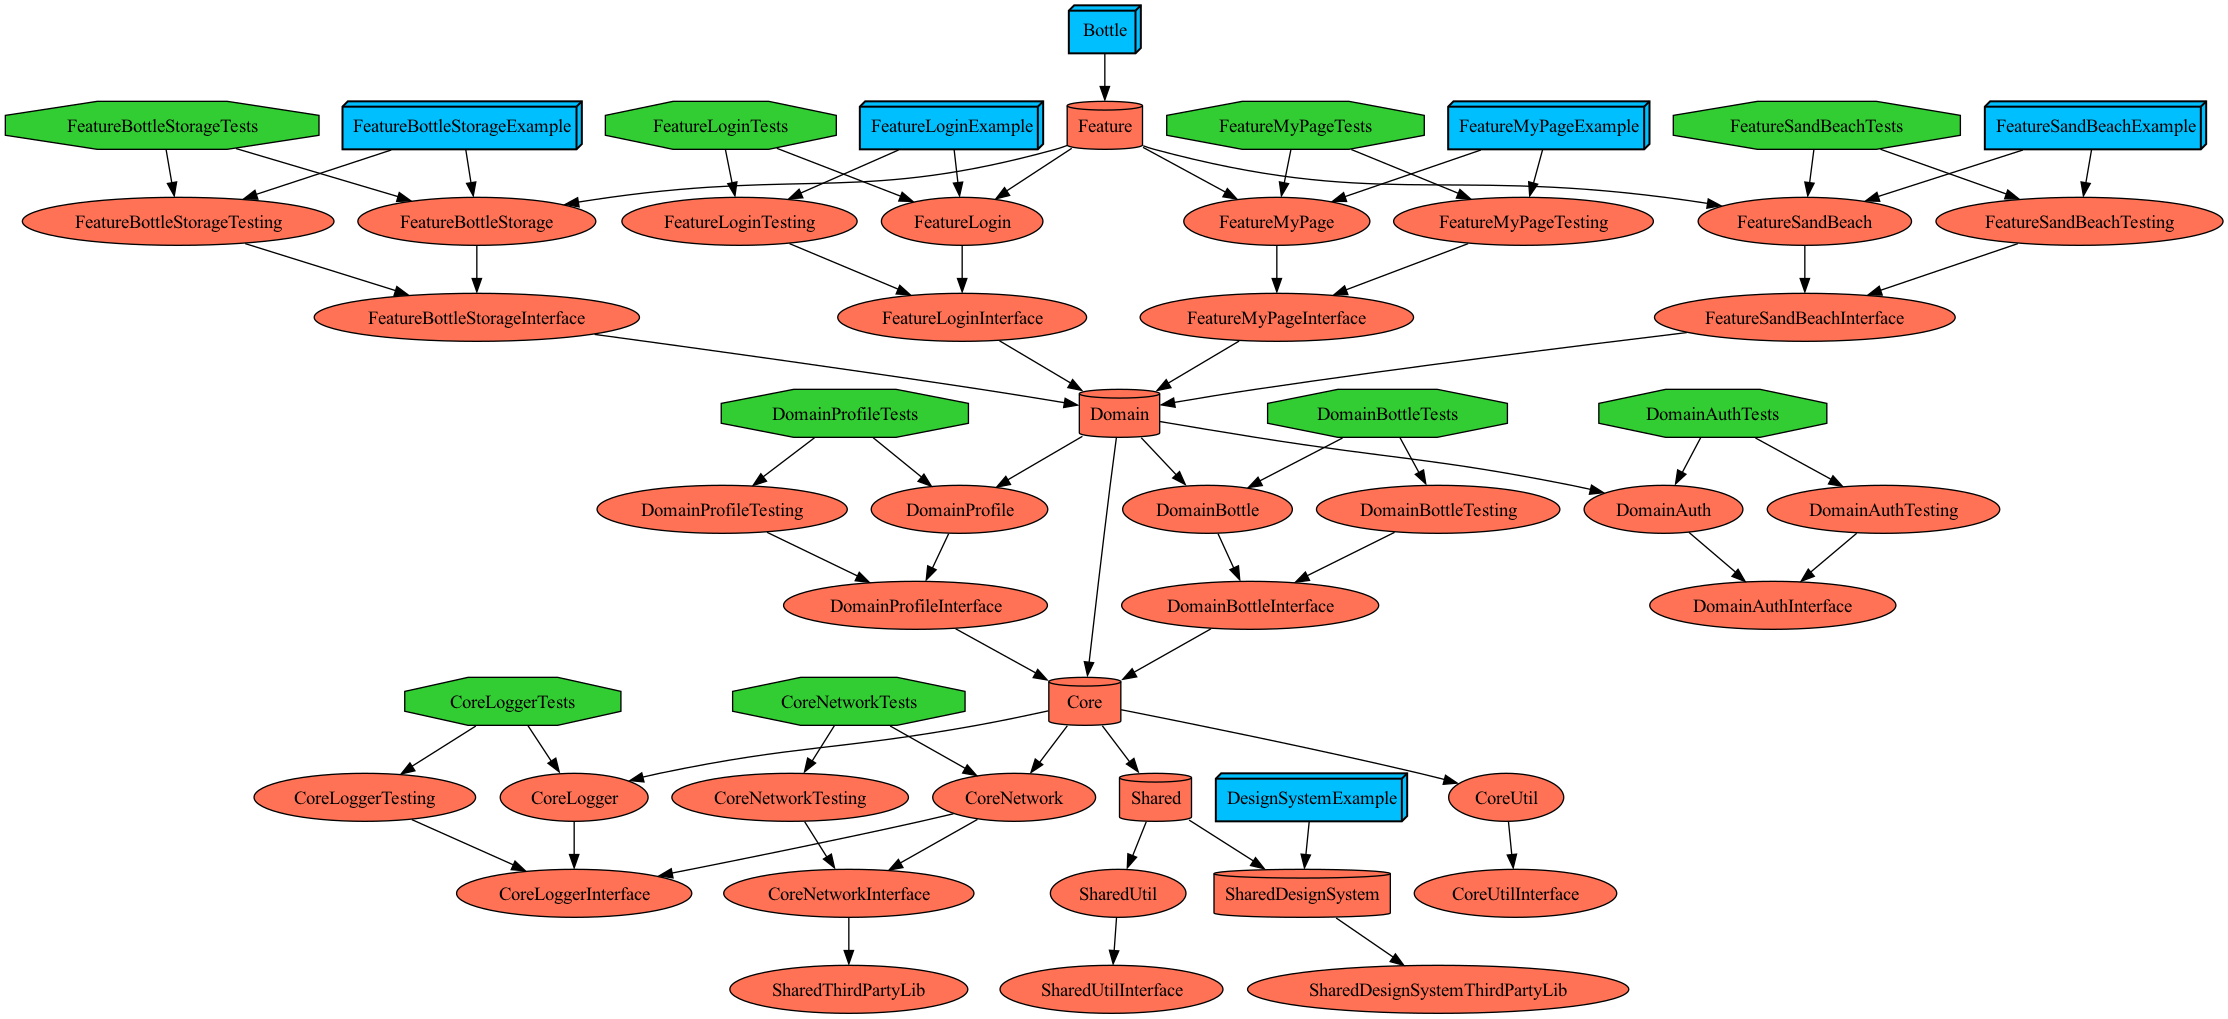 Bottle
FeatureBottleStorageTests
FeatureBottleStorageExample
FeatureLoginTests
FeatureLoginExample
Feature
FeatureMyPageTests
FeatureMyPageExample
FeatureSandBeachTests
FeatureSandBeachExample
FeatureBottleStorageTesting
FeatureBottleStorage
FeatureLoginTesting
FeatureLogin
FeatureMyPage
FeatureMyPageTesting
FeatureSandBeach
FeatureSandBeachTesting
FeatureBottleStorageInterface
FeatureLoginInterface
FeatureMyPageInterface
FeatureSandBeachInterface
DomainProfileTests
Domain
DomainBottleTests
DomainAuthTests
DomainProfileTesting
DomainProfile
DomainBottle
DomainBottleTesting
DomainAuth
DomainAuthTesting
DomainProfileInterface
DomainBottleInterface
DomainAuthInterface
CoreLoggerTests
CoreNetworkTests
Core
CoreLoggerTesting
CoreLogger
CoreNetworkTesting
CoreNetwork
Shared
DesignSystemExample
CoreUtil
CoreLoggerInterface
CoreNetworkInterface
SharedUtil
SharedDesignSystem
CoreUtilInterface
SharedThirdPartyLib
SharedUtilInterface
SharedDesignSystemThirdPartyLib